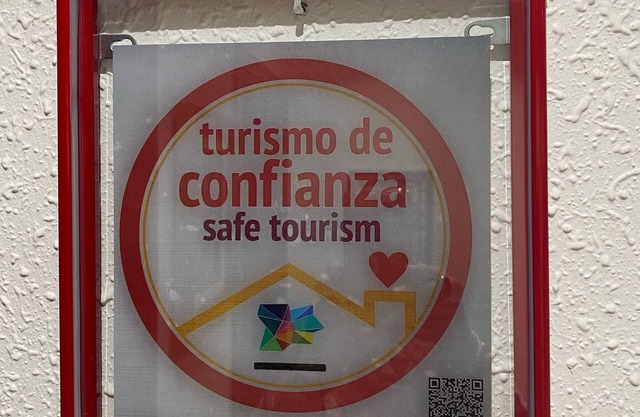 turismo de
confianza
safe tourism